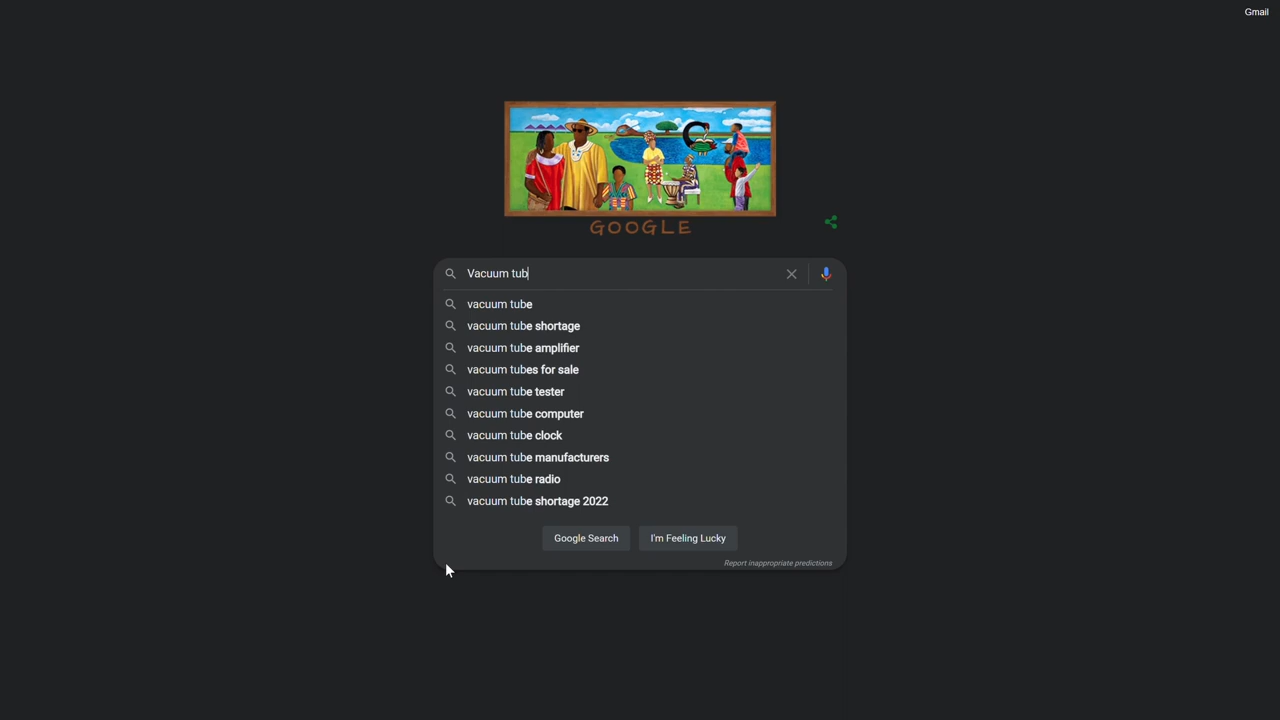 Gmail
GOOGLE
Vacuum tub
vacuum tube
vacuum tube shortage
vacuum tube amplifier
vacuum tubes for sale
vacuum tube tester
vacuum tube computer
vacuum tube clock
vacuum tube manufacturers
vacuum tube radio
vacuum tube shortage 2022
Google Search
I'm Feeling Lucky
Report inappropriate predictions